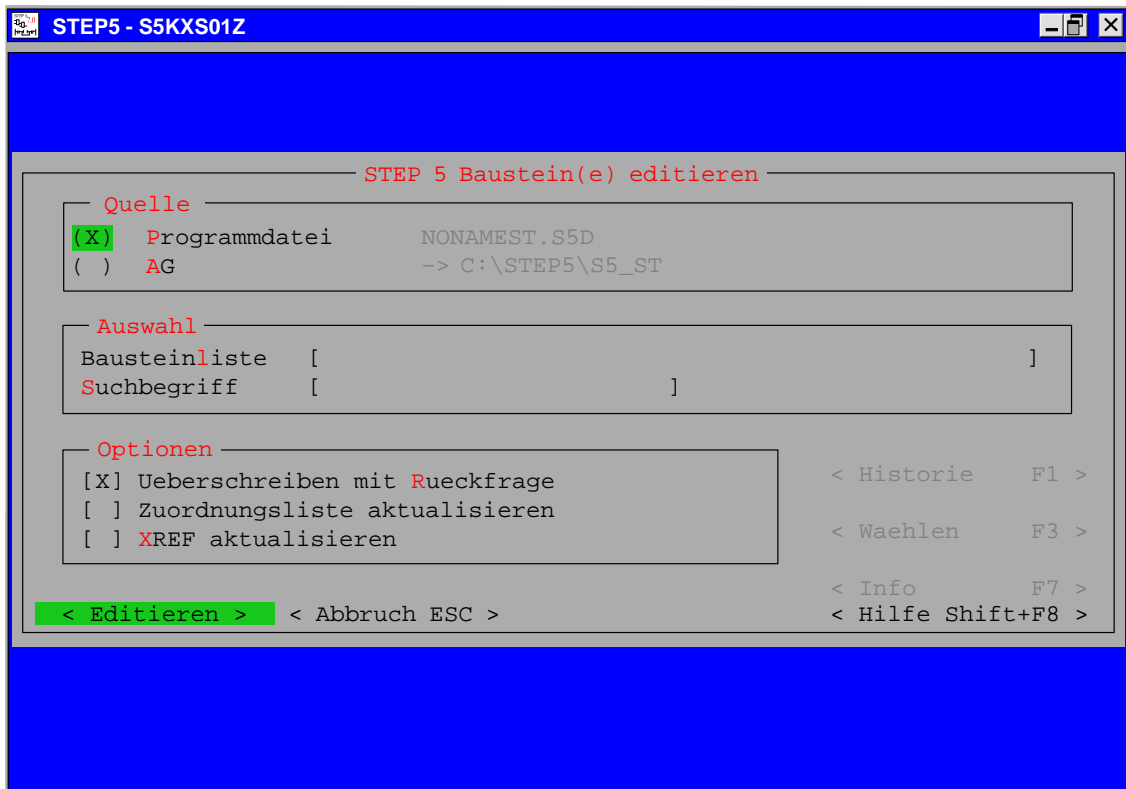 STEP5 - S5KXS01Z
STEP 5 Baustein(e) editieren
Quelle
(X) Programmdatei NONAMEST.S5D
( ) AG -> C:\STEP5\S5_ST
Auswahl
Bausteinliste [ ]
Suchbegriff [ ]
Optionen
[X] Ueberschreiben mit Rueckfrage
< Historie F1 >
[ ] Zuordnungsliste aktualisieren
[ ] XREF aktualisieren
< Waehlen F3 >
< Info F7 >
< Editieren > < Abbruch ESC > < Hilfe Shift+F8 >